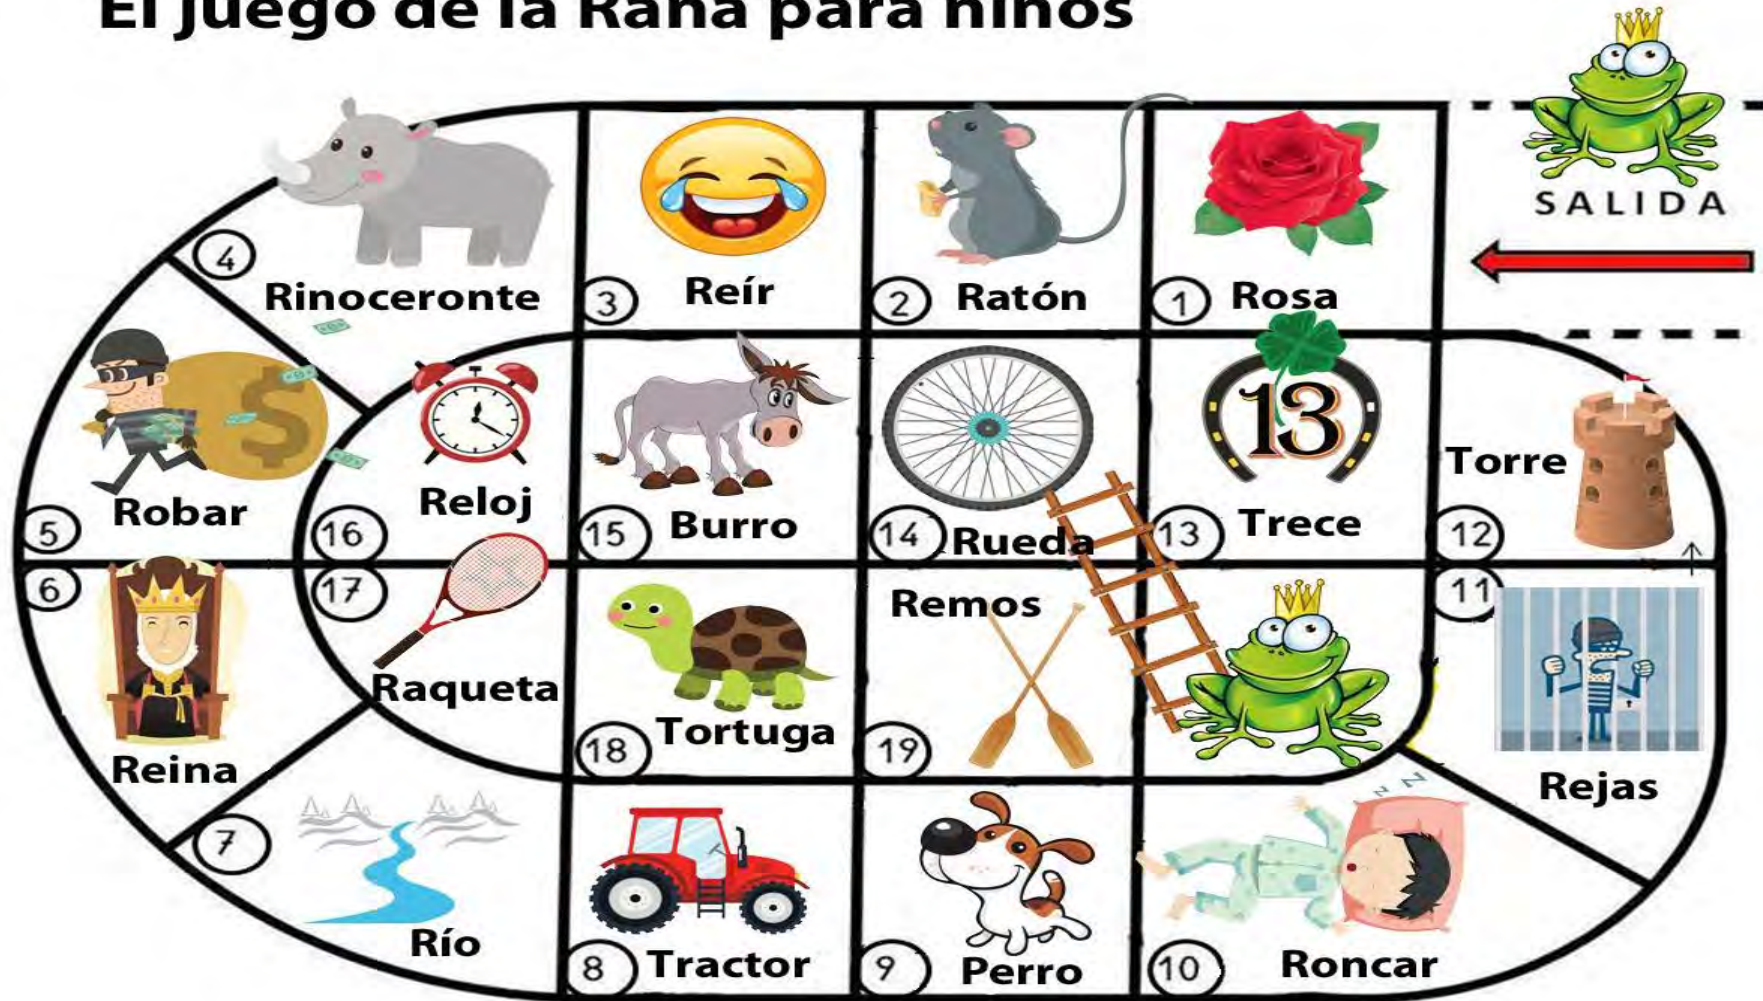 El juego de la Rana para niños
SALIDA
1 Rosa
2 Ratón
3 Reír
4
Rinoceronte
5 Robar
6
Reina
7
Río
8 Tractor
9 Perro
10 Roncar
11
Rejas
12
Torre
13 Trece
13
14 Rueda
15 Burro
16 Reloj
17
Raqueta
18 Tortuga
19
Remos
$
z z